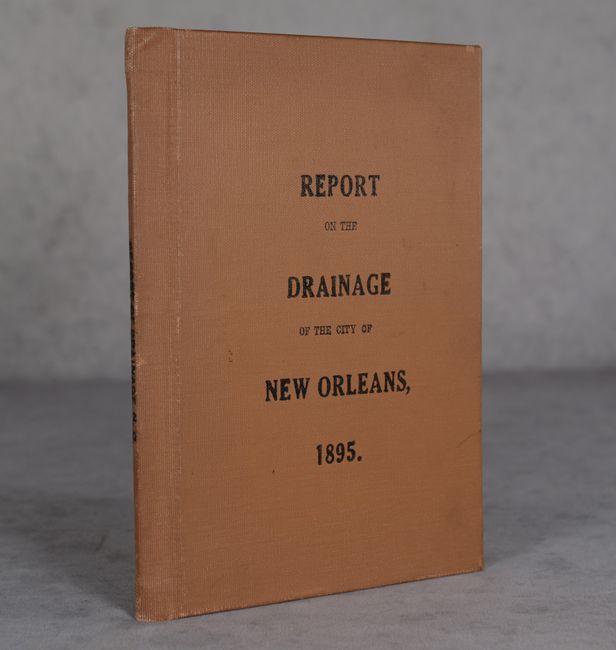 REPORT
ON THE
DRAINAGE
OF THE CITY OF
NEW ORLEANS,
1895.